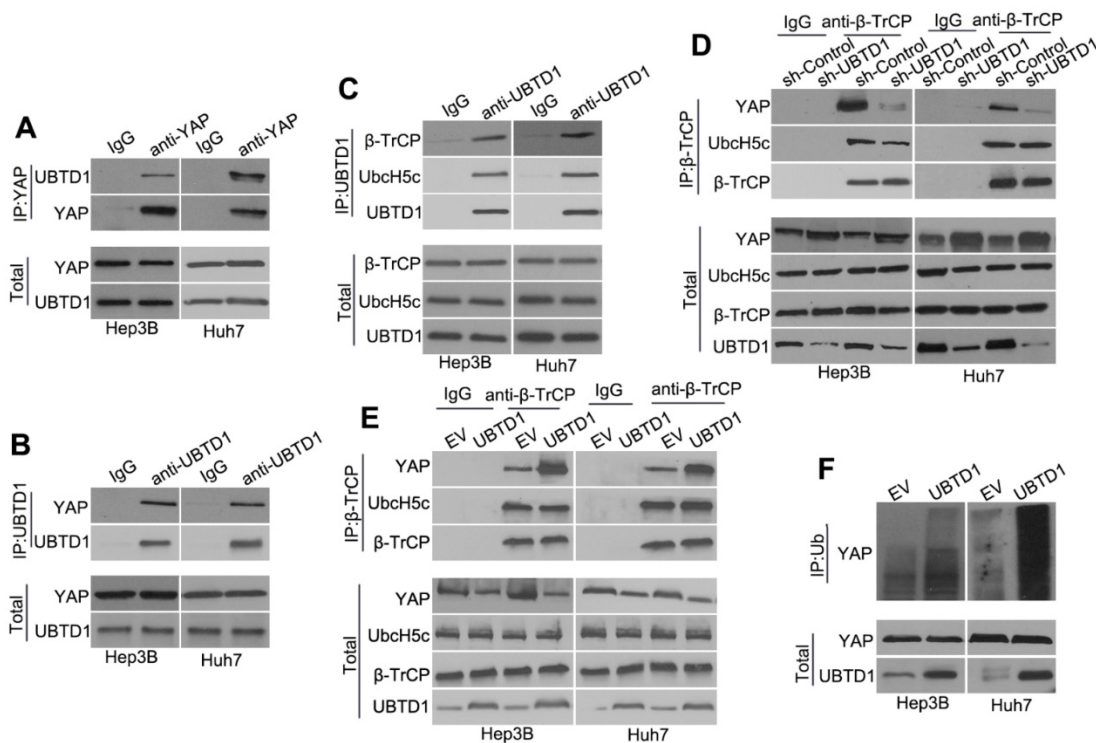 A
IgG
anti-YAP
IgG
anti-YAP
IP:YAP
UBTD1
YAP
Total
YAP
UBTD1
Hep3B
Huh7
B
IgG
anti-UBTD1
IgG
anti-UBTD1
IP:UBTD1
YAP
UBTD1
Total
YAP
UBTD1
Hep3B
Huh7
C
IgG
anti-UBTD1
IgG
anti-UBTD1
IP:UBTD1
β-TrCP
UbcH5c
UBTD1
Total
β-TrCP
UbcH5c
UBTD1
Hep3B
Huh7
D
IgG anti-β-TrCP IgG anti-β-TrCP
sh-Control
sh-UBTD1
sh-Control
sh-UBTD1
sh-Control
sh-UBTD1
sh-Control
sh-UBTD1
IP:β-TrCP
YAP
UbcH5c
β-TrCP
Total
YAP
UbcH5c
β-TrCP
UBTD1
Hep3B
Huh7
E
IgG anti-β-TrCP IgG anti-β-TrCP
EV
UBTD1
EV
UBTD1
EV
UBTD1
EV
UBTD1
IP:β-TrCP
YAP
UbcH5c
β-TrCP
Total
YAP
UbcH5c
β-TrCP
UBTD1
Hep3B
Huh7
F
EV
UBTD1
EV
UBTD1
IP:Ub
YAP
Total
YAP
UBTD1
Hep3B
Huh7